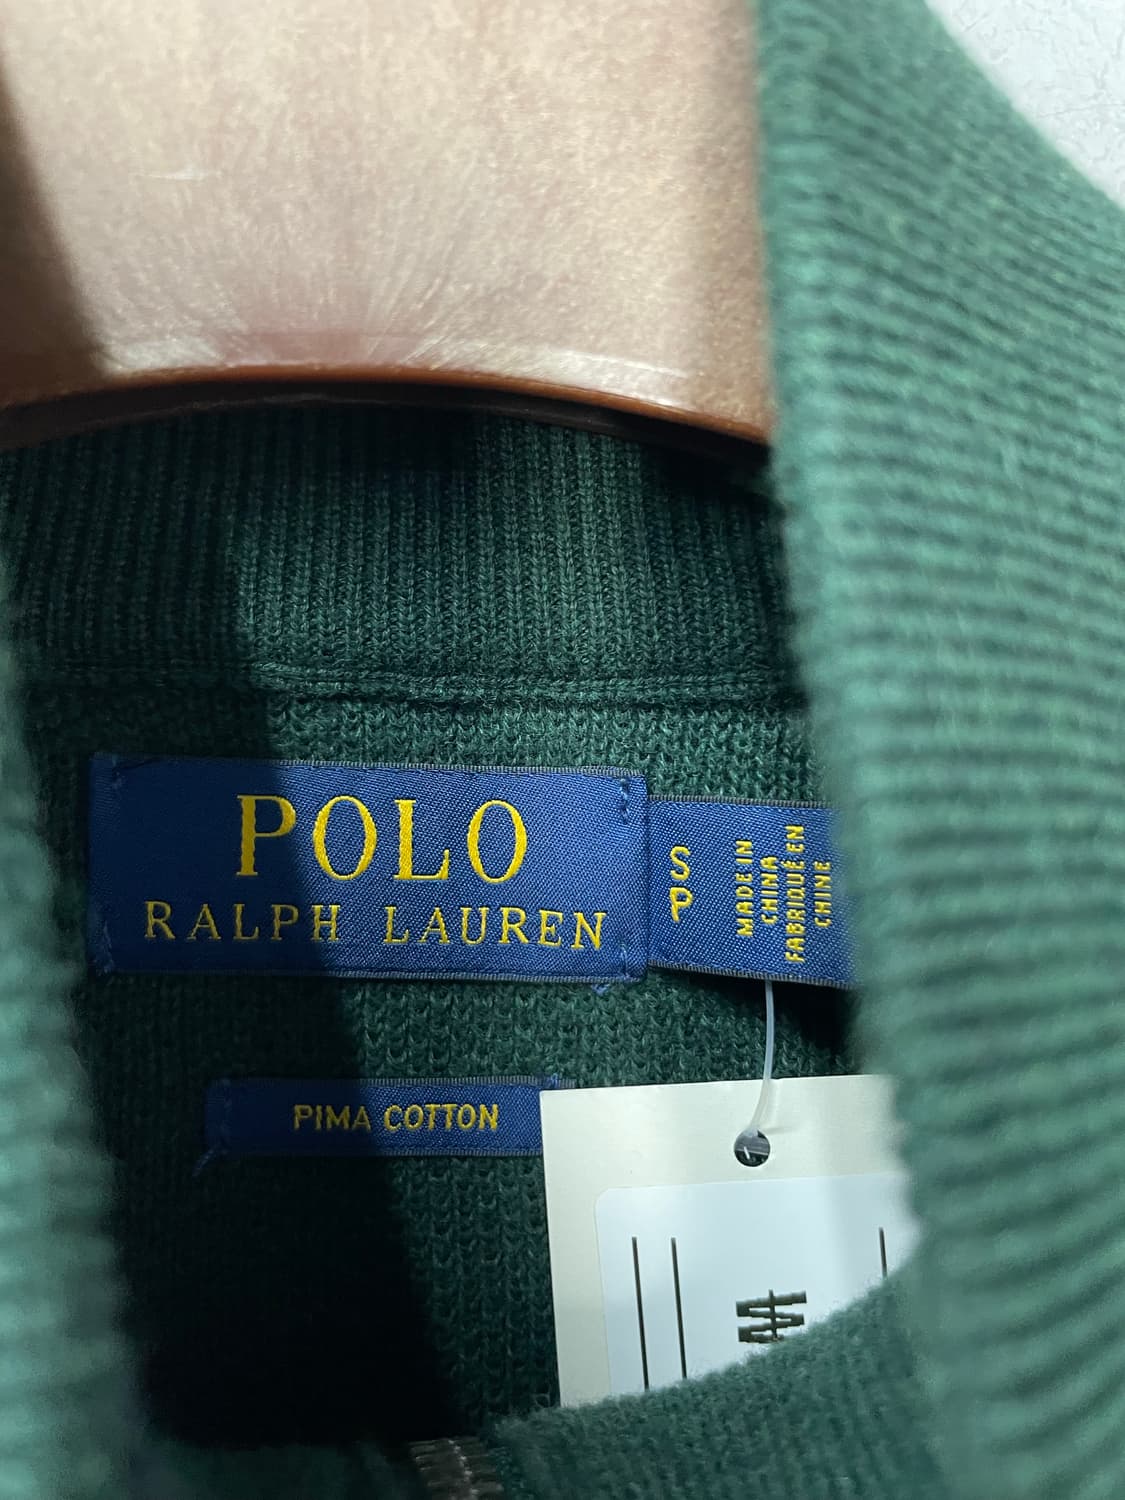 POLO
RALPH LAUREN
S
P
MADE IN
CHINA
FABRIQUÉ EN
CHINE
PIMA COTTON
₩